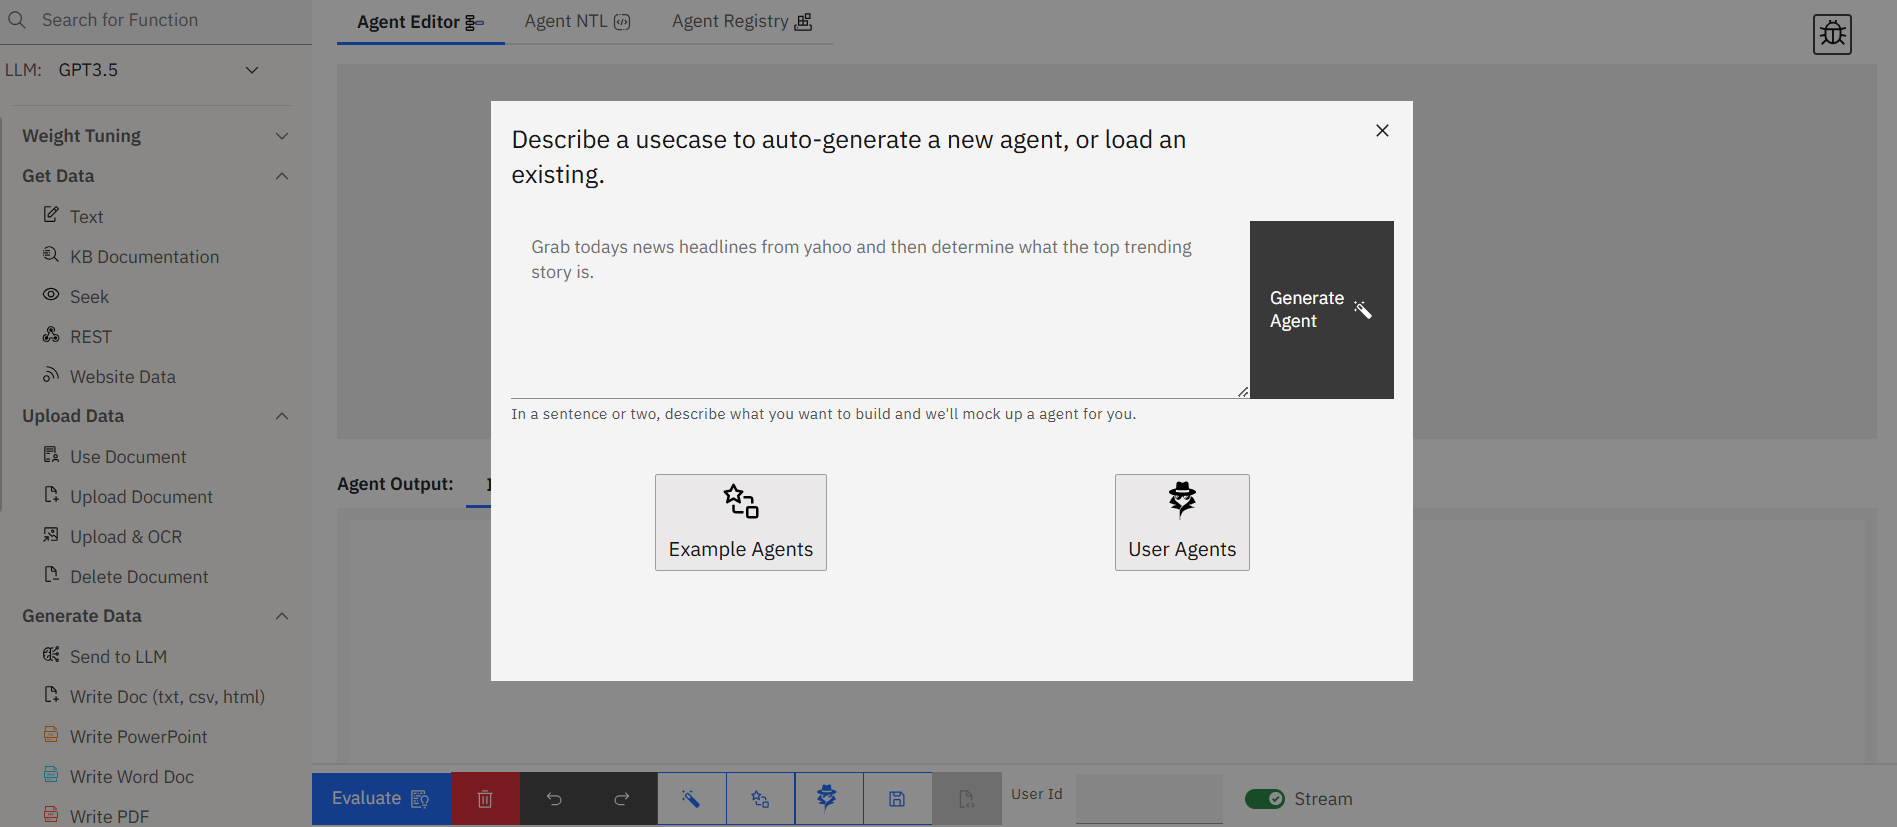 Search for Function
LLM: GPT3.5
Weight Tuning
Get Data
Text
KB Documentation
Seek
REST
Website Data
Upload Data
Use Document
Upload Document
Upload & OCR
Delete Document
Generate Data
Send to LLM
Write Doc (txt, csv, html)
Write PowerPoint
Write Word Doc
Write PDF
Agent Editor
Agent NTL
Agent Registry
Describe a usecase to auto-generate a new agent, or load an
existing.
Grab todays news headlines from yahoo and then determine what the top trending
story is.
Generate
Agent
In a sentence or two, describe what you want to build and we'll mock up a agent for you.
Example Agents
User Agents
Agent Output:
Evaluate
User Id
Stream